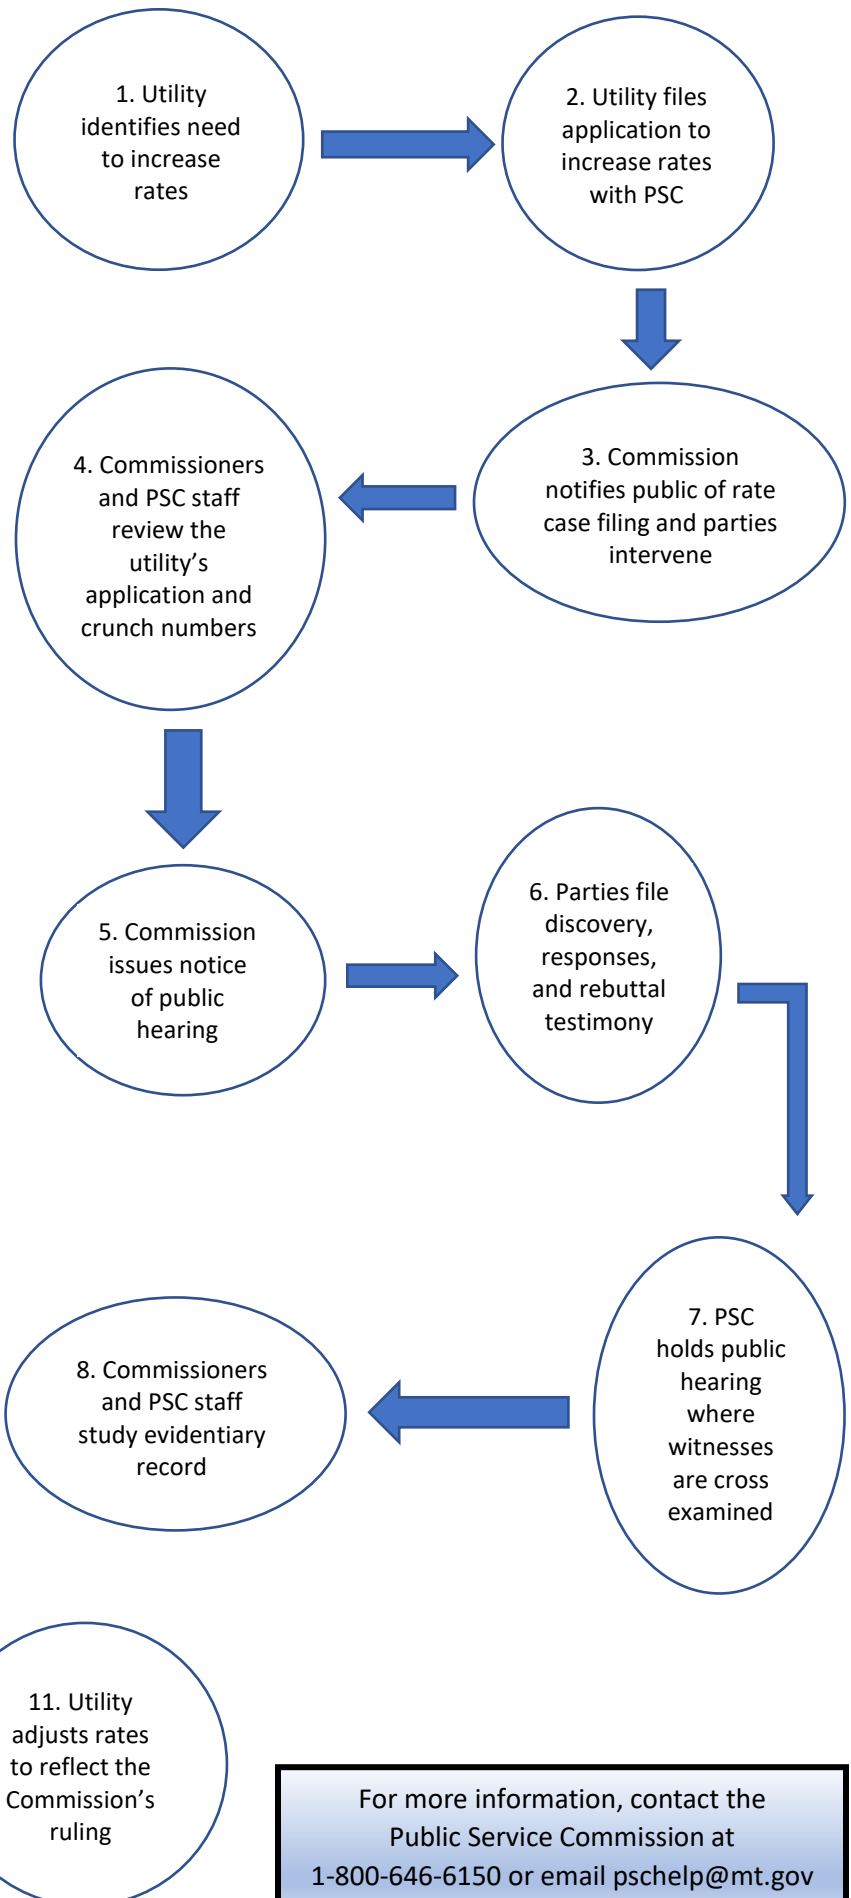 1. Utility
identifies need
to increase
rates
2. Utility files
application to
increase rates
with PSC
3. Commission
notifies public of rate
case filing and parties
intervene
4. Commissioners
and PSC staff
review the
utility’s
application and
crunch numbers
5. Commission
issues notice
of public
hearing
6. Parties file
discovery,
responses,
and rebuttal
testimony
7. PSC
holds public
hearing
where
witnesses
are cross
examined
8. Commissioners
and PSC staff
study evidentiary
record
11. Utility
adjusts rates
to reflect the
Commission’s
ruling
For more information, contact the
Public Service Commission at
1-800-646-6150 or email pschelp@mt.gov